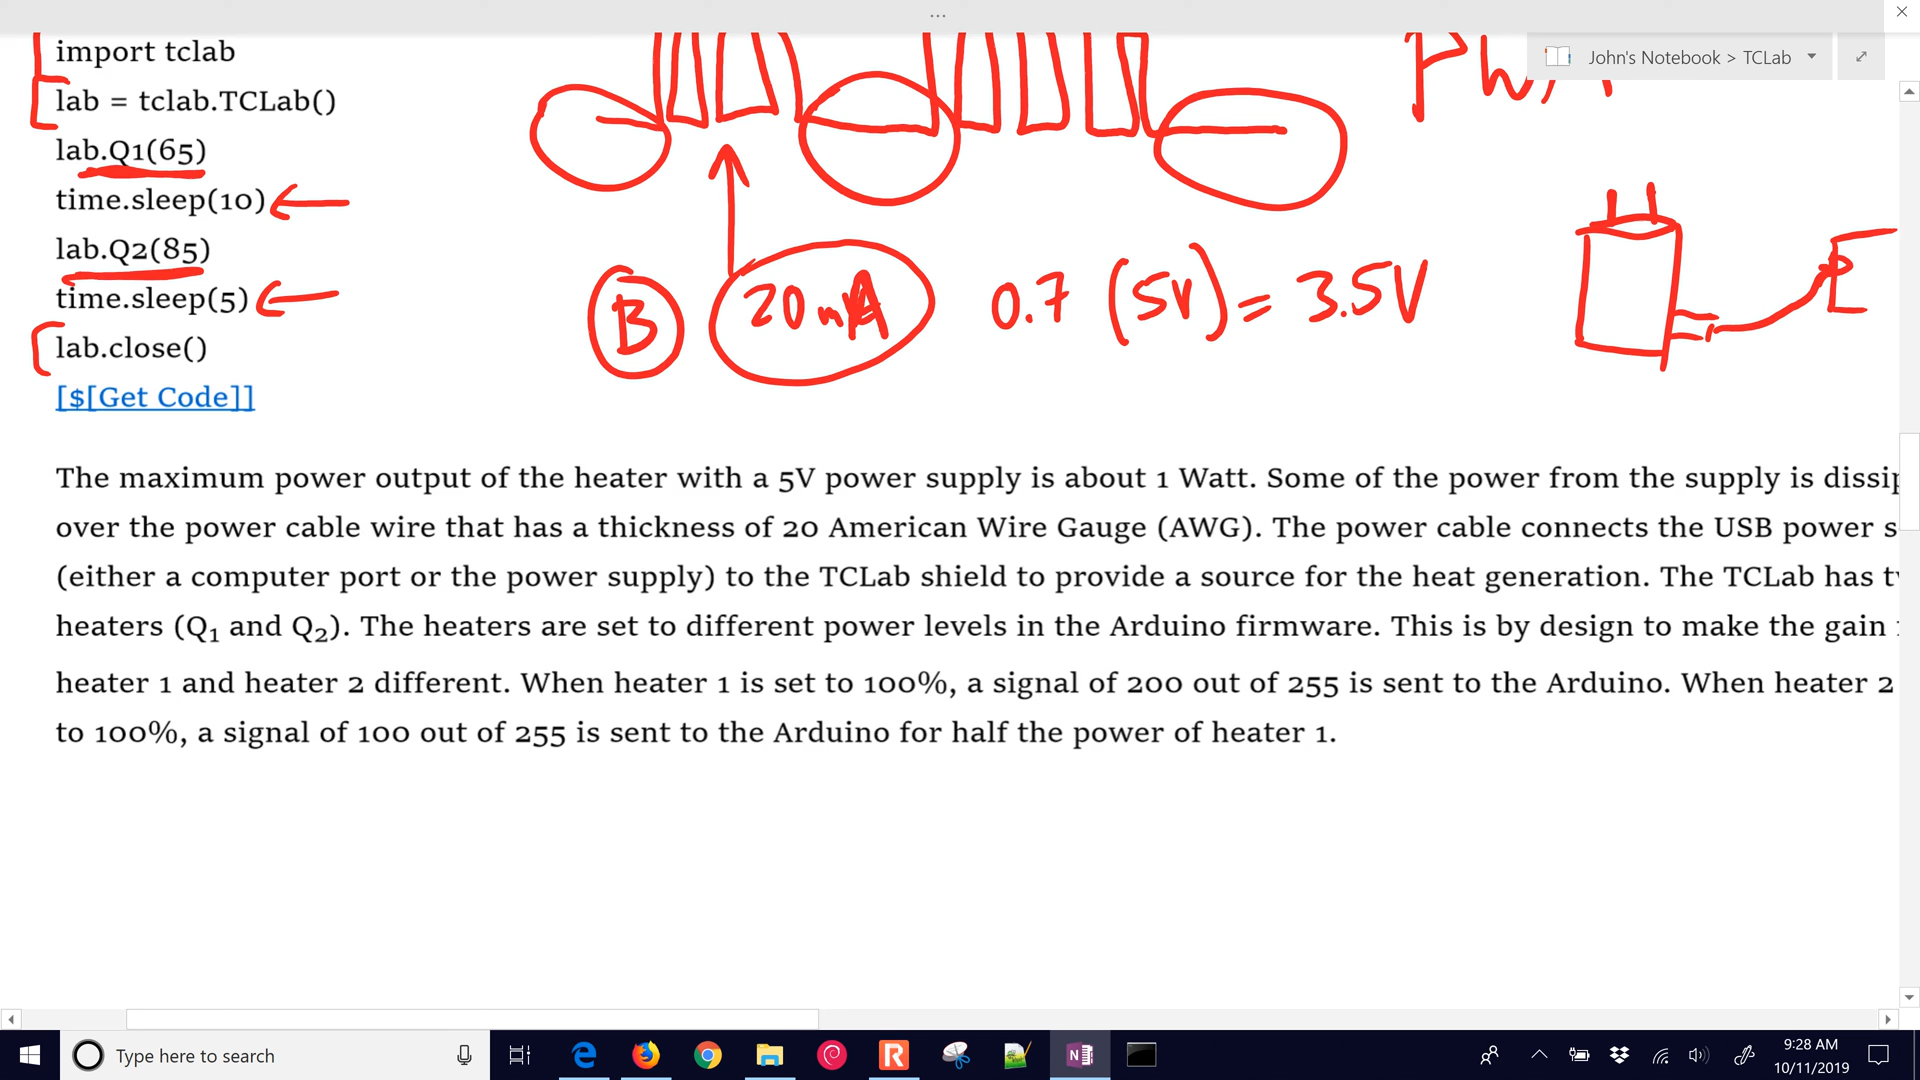 import tclab
John's Notebook > TCLab
lab = tclab.TCLab()
lab.Q1(65)
time.sleep(10)
lab.Q2(85)
time.sleep(5)
B 20 mA 0.7 (5V) = 3.5V
lab.close()
[$[Get Code]]
The maximum power output of the heater with a 5V power supply is about 1 Watt. Some of the power from the supply is
over the power cable wire that has a thickness of 20 American Wire Gauge (AWG). The power cable connects the USB power
(either a computer port or the power supply) to the TCLab shield to provide a source for the heat generation. The TCLab has
heaters (Q1 and Q2). The heaters are set to different power levels in the Arduino firmware. This is by design to make the gain
heater 1 and heater 2 different. When heater 1 is set to 100%, a signal of 200 out of 255 is sent to the Arduino. When heater 2
to 100%, a signal of 100 out of 255 is sent to the Arduino for half the power of heater 1.
Type here to search
9:28 AM
10/11/2019